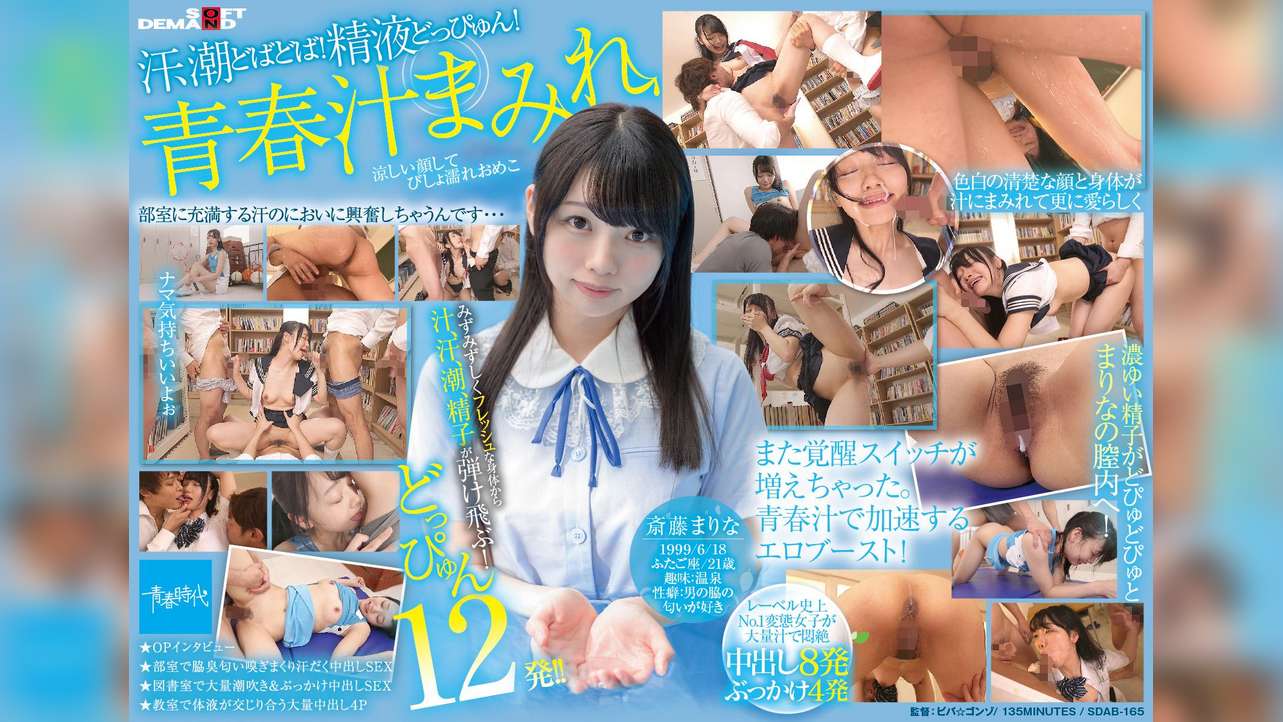 SOFT
ON
DEMAND
汗、潮どばどば!精液どっぴゅん!
青春汁まみれ
涼しい顔して
びしょ濡れおめこ
部室に充満する汗のにおいに興奮しちゃうんです・・・
色白の清楚な顔と身体が
汁にまみれて更に愛らしく
ナマ気持ちいいよぉ
みずみずしくフレッシュな身体から
汁、汗、潮、精子が弾け飛ぶ!
どっぴゅん
12発!!
濃ゆい精子がどぴゅどぴゅと
まりなの膣内へ!
また覚醒スイッチが
増えちゃった。
青春汁で加速する
エロブースト!
斎藤まりな
1999/6/18
ふたご座/21歳
趣味:温泉
性癖:男の脇の
匂いが好き
レーベル史上
No.1変態女子が
大量汁で悶絶
中出し8発
ぶっかけ4発
青春時代
★OPインタビュー
★部室で脇臭匂い嗅ぎまくり汗だく中出しSEX
★図書室で大量潮吹き&ぶっかけ中出しSEX
★教室で体液が交じり合う大量中出し4P
監督:ビバ☆ゴンゾ/ 135MINUTES / SDAB-165